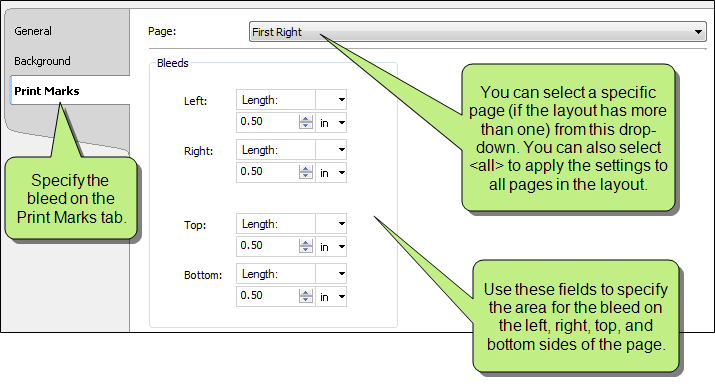 General
Background
Print Marks
Page:
First Right
Bleeds
Left:
Length:
0.50
in
Right:
Length:
0.50
in
Top:
Length:
0.50
in
Bottom:
Length:
0.50
in
Specify the
bleed on the
Print Marks tab.
You can select a specific
page (if the layout has more
than one) from this drop-
down. You can also select
<all> to apply the settings to
all pages in the layout.
Use these fields to specify
the area for the bleed on
the left, right, top, and
bottom sides of the page.